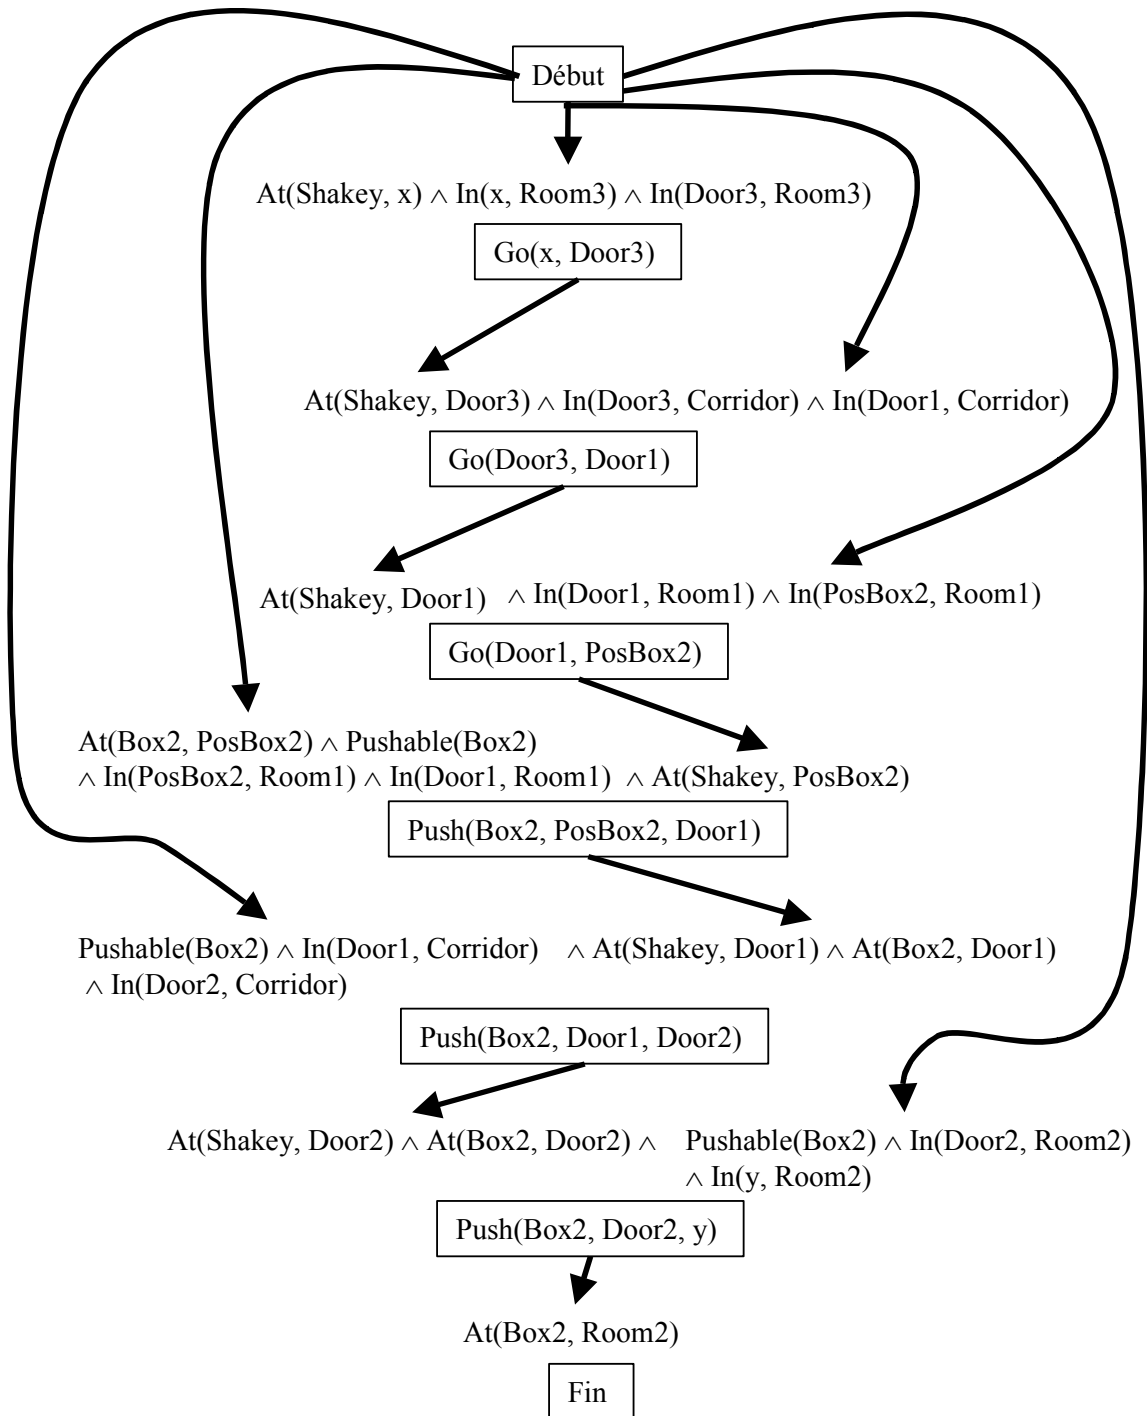 Début
At(Shakey, x) ∧ In(x, Room3) ∧ In(Door3, Room3)
Go(x, Door3)
At(Shakey, Door3) ∧ In(Door3, Corridor) ∧ In(Door1, Corridor)
Go(Door3, Door1)
At(Shakey, Door1) ∧ In(Door1, Room1) ∧ In(PosBox2, Room1)
Go(Door1, PosBox2)
At(Box2, PosBox2) ∧ Pushable(Box2)
∧ In(PosBox2, Room1) ∧ In(Door1, Room1) ∧ At(Shakey, PosBox2)
Push(Box2, PosBox2, Door1)
Pushable(Box2) ∧ In(Door1, Corridor) ∧ At(Shakey, Door1) ∧ At(Box2, Door1)
∧ In(Door2, Corridor)
Push(Box2, Door1, Door2)
At(Shakey, Door2) ∧ At(Box2, Door2) ∧ Pushable(Box2) ∧ In(Door2, Room2)
∧ In(y, Room2)
Push(Box2, Door2, y)
At(Box2, Room2)
Fin